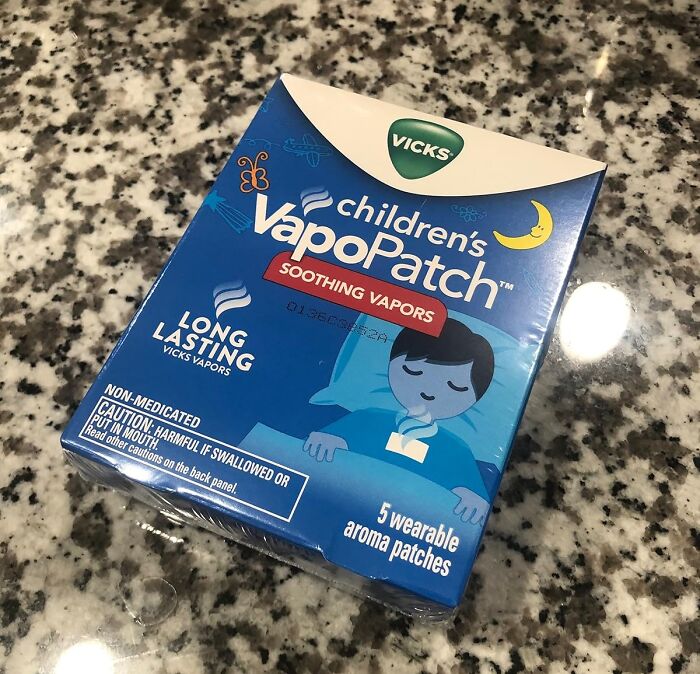 VICKS
children's
VapoPatch™
SOOTHING VAPORS
LONG
LASTING
VICKS VAPORS
NON-MEDICATED
CAUTION: HARMFUL IF SWALLOWED OR
PUT IN MOUTH
Read other cautions on the back panel.
5 wearable
aroma patches